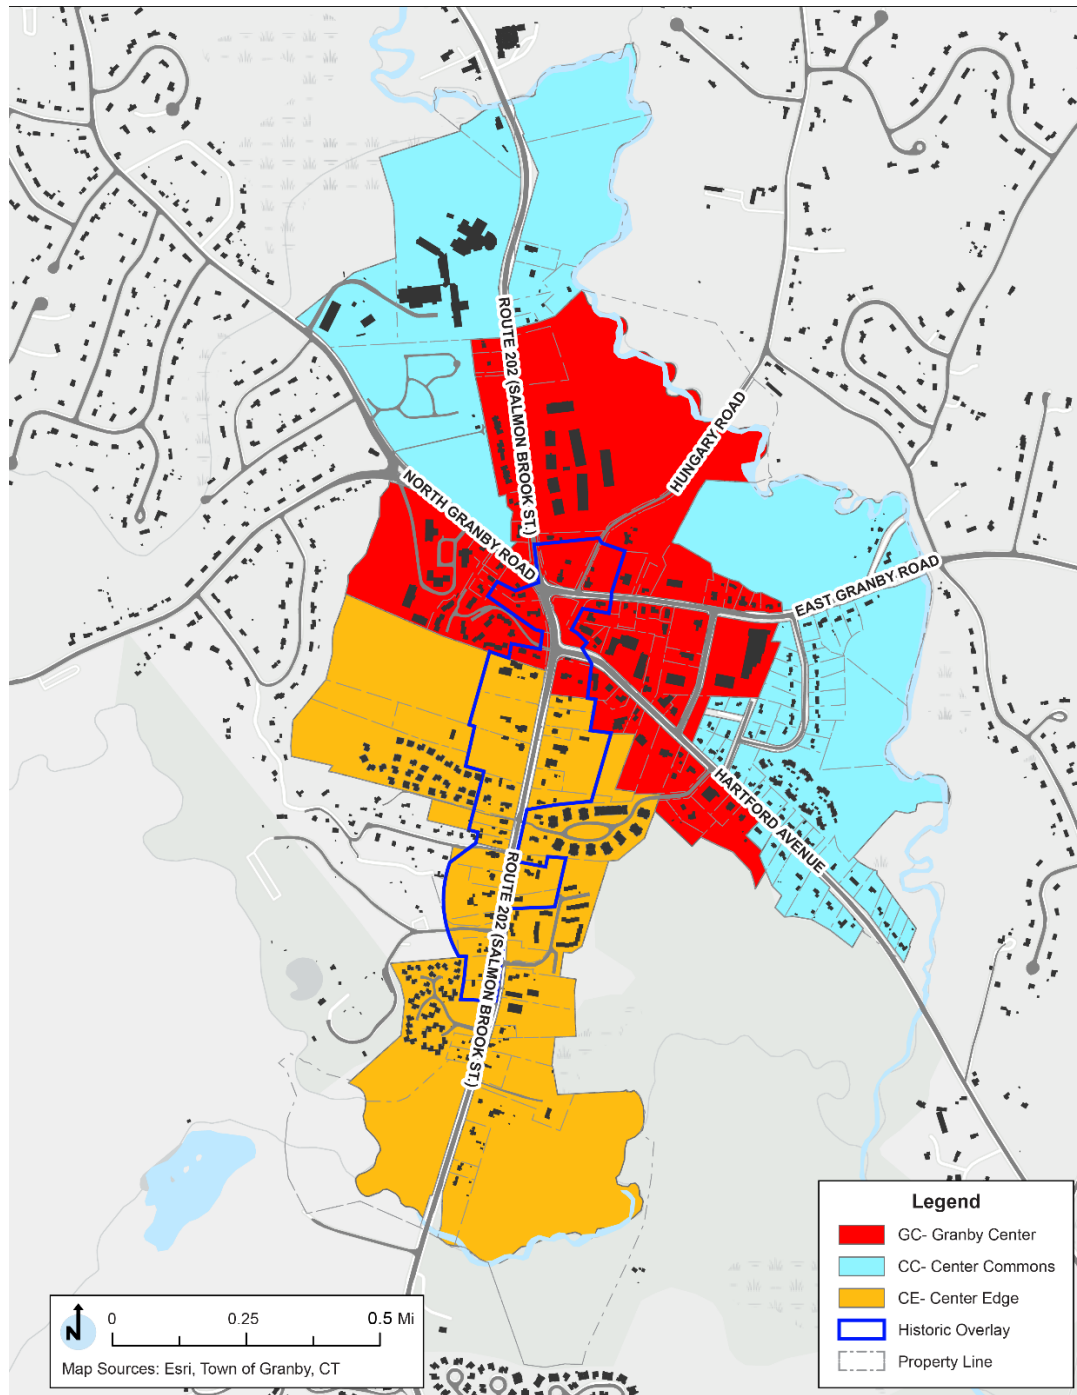 ROUTE 202 (SALMON BROOK ST.)
HUNGARY ROAD
NORTH GRANBY ROAD
EAST GRANBY ROAD
HARTFORD AVENUE
ROUTE 202 (SALMON BROOK ST.)
Legend
GC- Granby Center
CC- Center Commons
CE- Center Edge
Historic Overlay
Property Line
N
0 0.25 0.5 Mi
Map Sources: Esri, Town of Granby, CT